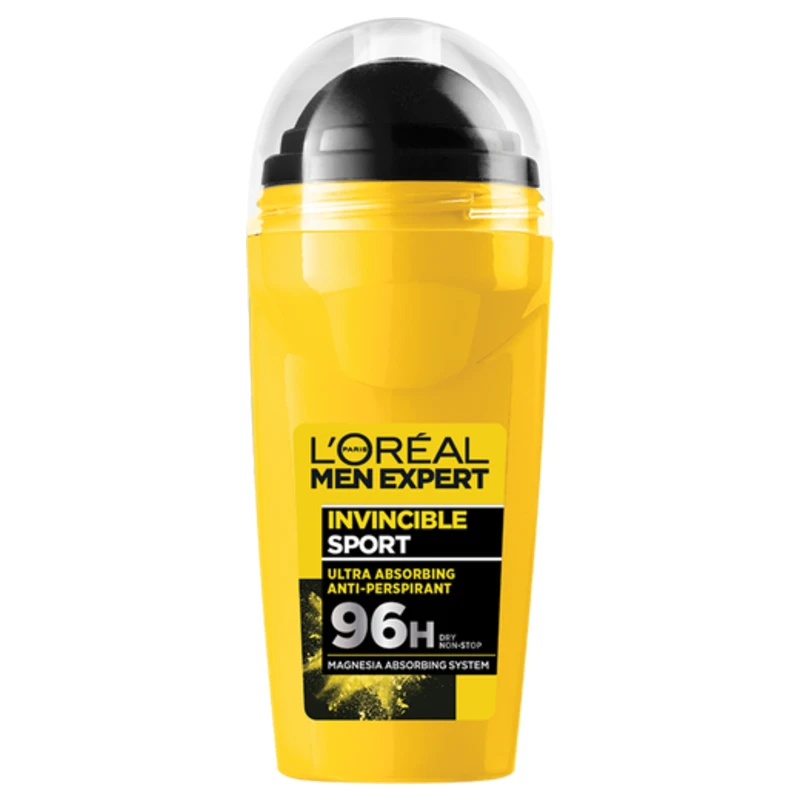 L'ORÉAL
PARIS
MEN EXPERT
INVINCIBLE
SPORT
ULTRA ABSORBING
ANTI-PERSPIRANT
96H DRY
NON-STOP
MAGNESIA ABSORBING SYSTEM